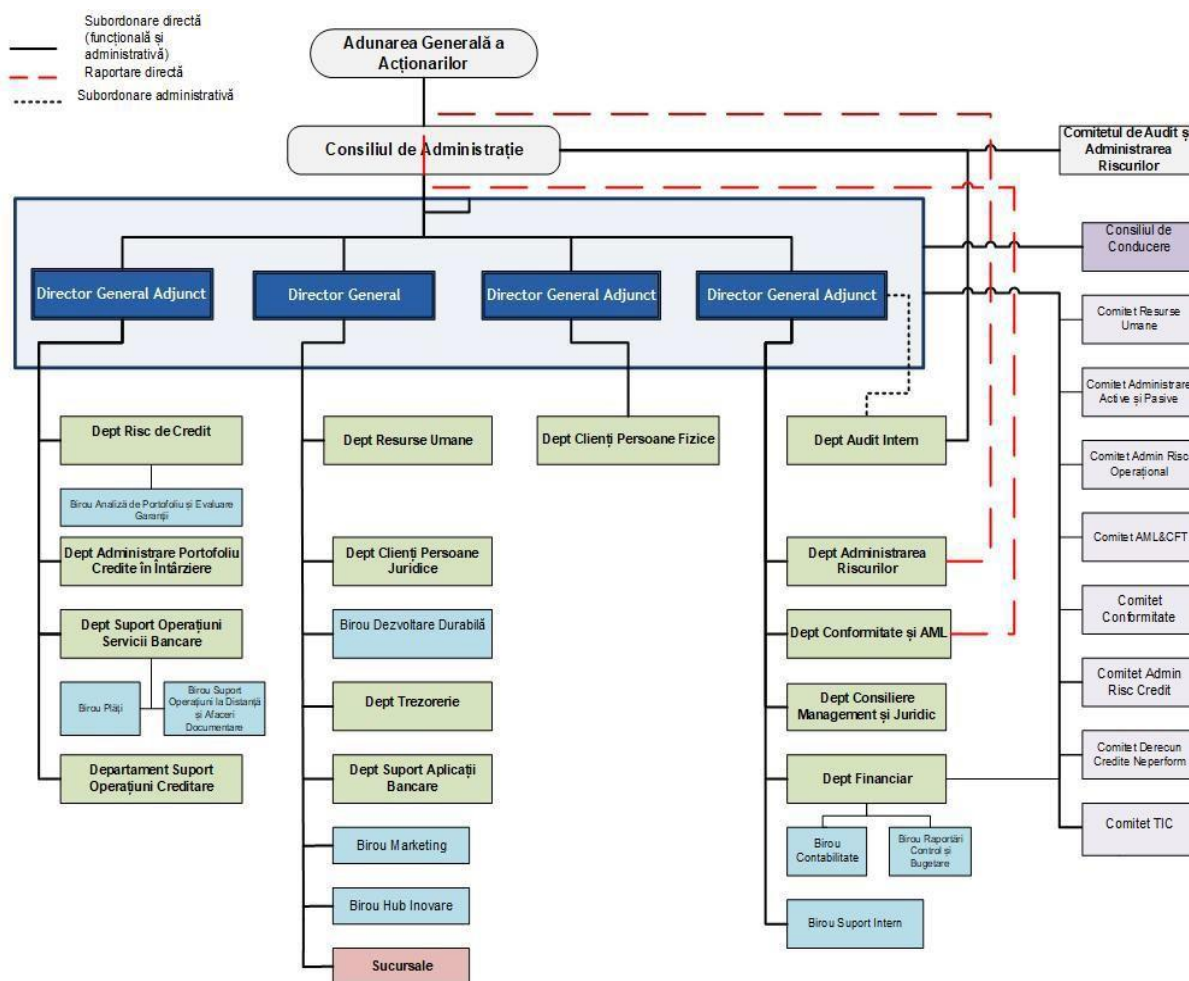 Subordonare directă
(funcțională și
administrativă)
Raportare directă
Subordonare administrativă
Adunarea Generală a
Acționarilor
Consiliul de Administrație
Comitetul de Audit ș
Administrarea
Riscurilor
Consiliul de
Conducere
Director General Adjunct
Director General
Director General Adjunct
Director General Adjunct
Comitet Resurse
Umane
Comitet Administrare
Active și Pasive
Comitet Admin Risc
Operațional
Comitet AML&CFT
Comitet
Conformitate
Comitet Admin
Risc Credit
Comitet Derecun
Credite Neperform
Comitet TIC
Dept Risc de Credit
Birou Analiză de Portofoliu și Evaluare
Garanții
Dept Administrare Portofoliu
Credite în Întârziere
Dept Suport Operațiuni
Servicii Bancare
Birou Plăți
Birou Suport
Operațiuni la Distanță
și Afaceri
Documentare
Departament Suport
Operațiuni Creditare
Dept Resurse Umane
Dept Clienți Persoane
Juridice
Birou Dezvoltare Durabilă
Dept Trezorerie
Dept Suport Aplicații
Bancare
Birou Marketing
Birou Hub Inovare
Sucursale
Dept Clienți Persoane Fizice
Dept Audit Intern
Dept Administrarea
Riscurilor
Dept Conformitate și AML
Dept Consiliere
Management și Juridic
Dept Financiar
Birou
Contabilitate
Birou Raportări
Control și
Bugetare
Birou Suport Intern